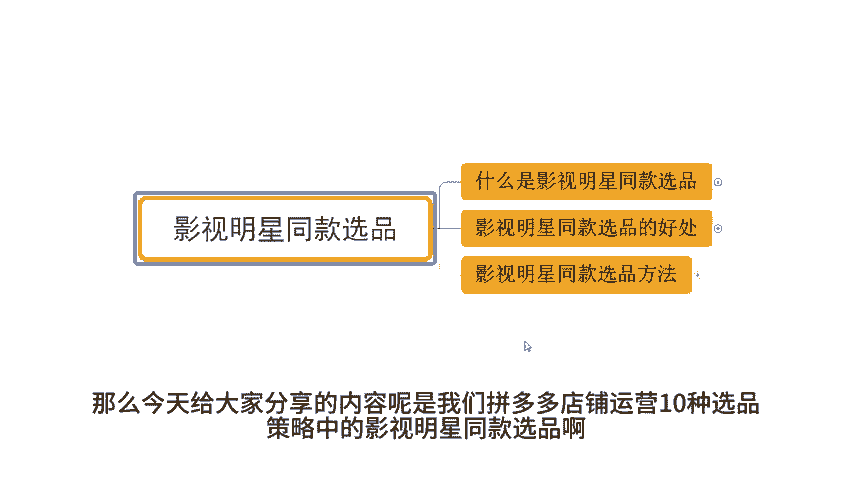 影视明星同款选品
什么是影视明星同款选品
影视明星同款选品的好处
影视明星同款选品方法
那么今天给大家分享的内容呢是我们拼多多店铺运营10种选品
策略中的影视明星同款选品啊